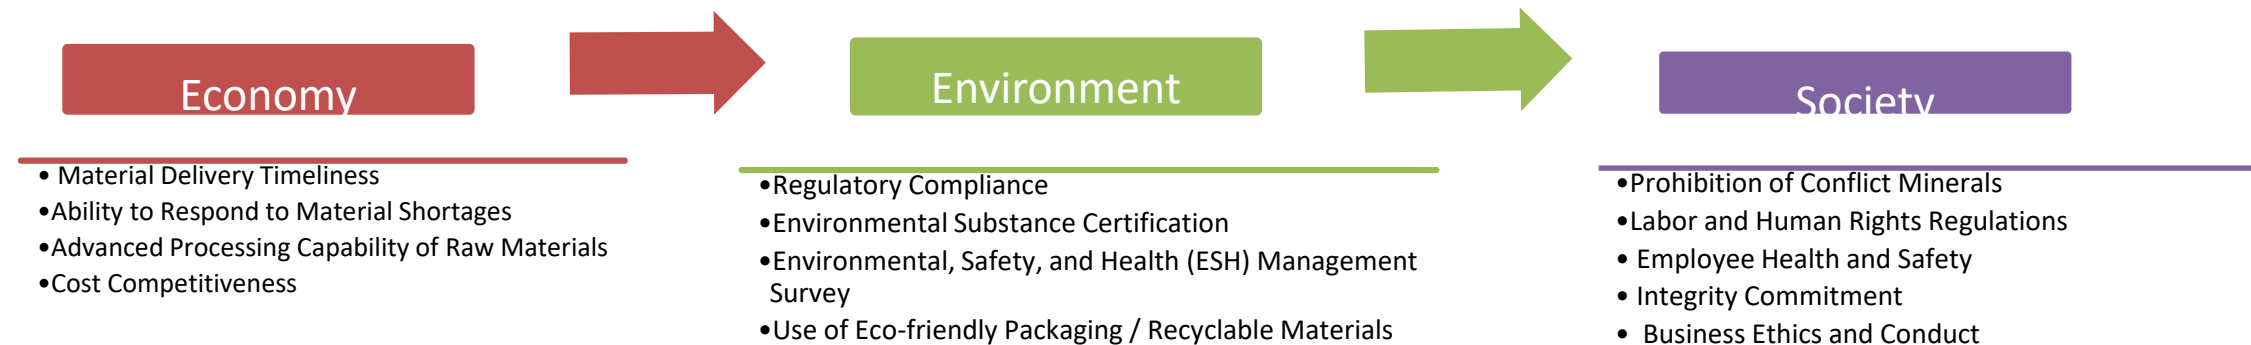 Economy
• Material Delivery Timeliness
•Ability to Respond to Material Shortages
•Advanced Processing Capability of Raw Materials
•Cost Competitiveness
Environment
•Regulatory Compliance
•Environmental Substance Certification
•Environmental, Safety, and Health (ESH) Management
Survey
•Use of Eco-friendly Packaging / Recyclable Materials
Society
•Prohibition of Conflict Minerals
•Labor and Human Rights Regulations
• Employee Health and Safety
• Integrity Commitment
• Business Ethics and Conduct